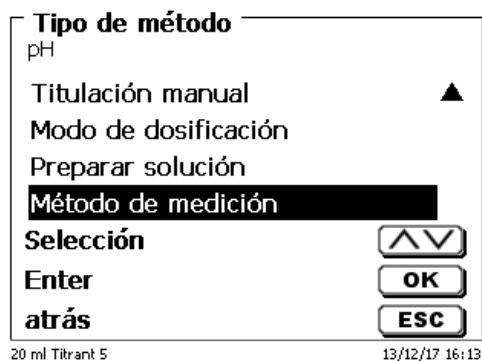 Tipo de método
pH
Titulación manual
Modo de dosificación
Preparar solución
Método de medición
Selección
Enter OK
atrás ESC
20 ml Titrant 5 13/12/17 16:13